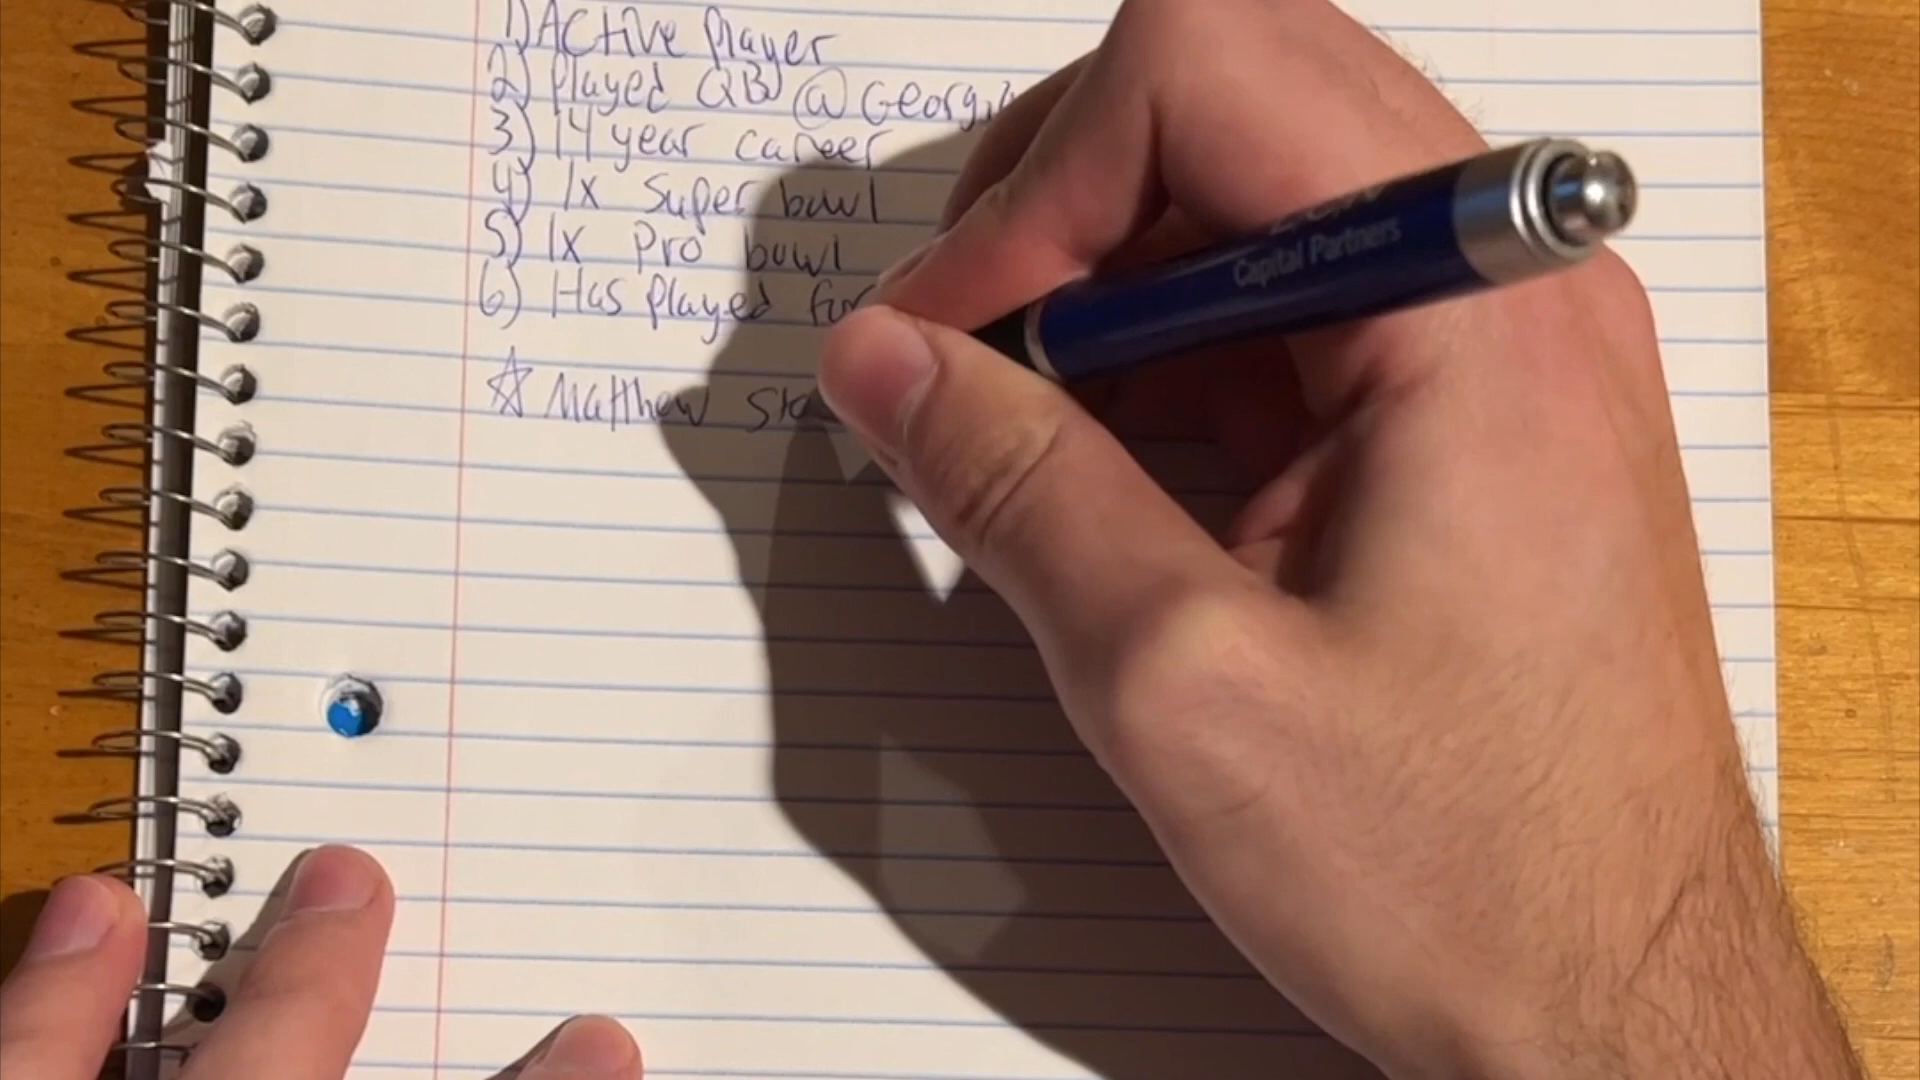 1) Active Player
2) Played QB @ Georgia
3) 14 year career
4) 1x Super bowl
5) 1x Pro bowl
6) Has played for
☆ Matthew Sta
Capital Partners